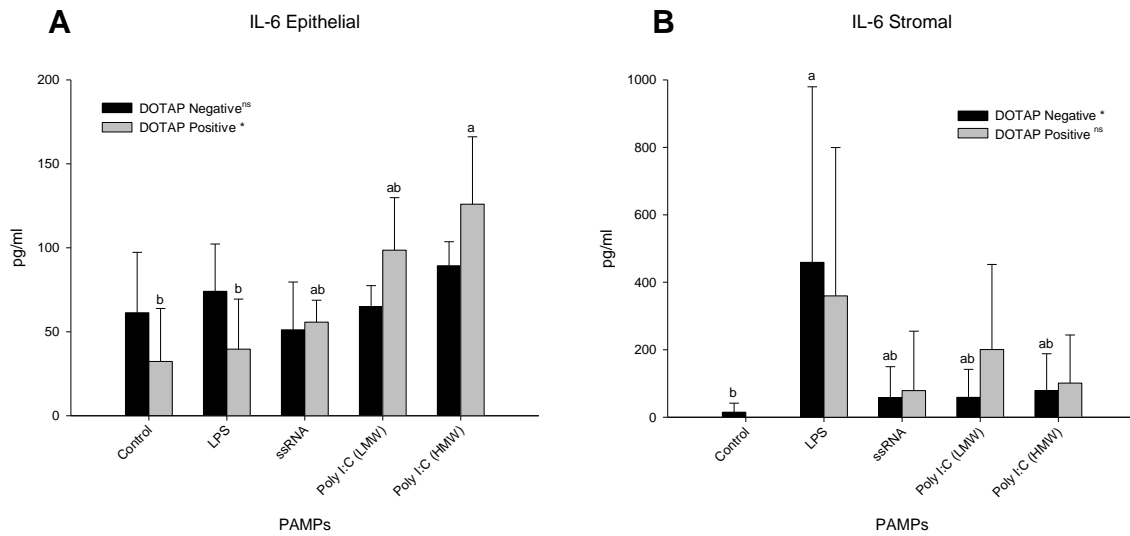 A
IL-6 Epithelial
200
150
100
50
0
pg/ml
DOTAP Negative ns
DOTAP Positive *
b
b
ab
ab
a
Control
LPS
ssRNA
Poly I:C (LMW)
Poly I:C (HMW)
PAMPs
B
IL-6 Stromal
1000
800
600
400
200
0
pg/ml
DOTAP Negative *
DOTAP Positive ns
b
a
ab
ab
ab
Control
LPS
ssRNA
Poly I:C (LMW)
Poly I:C (HMW)
PAMPs